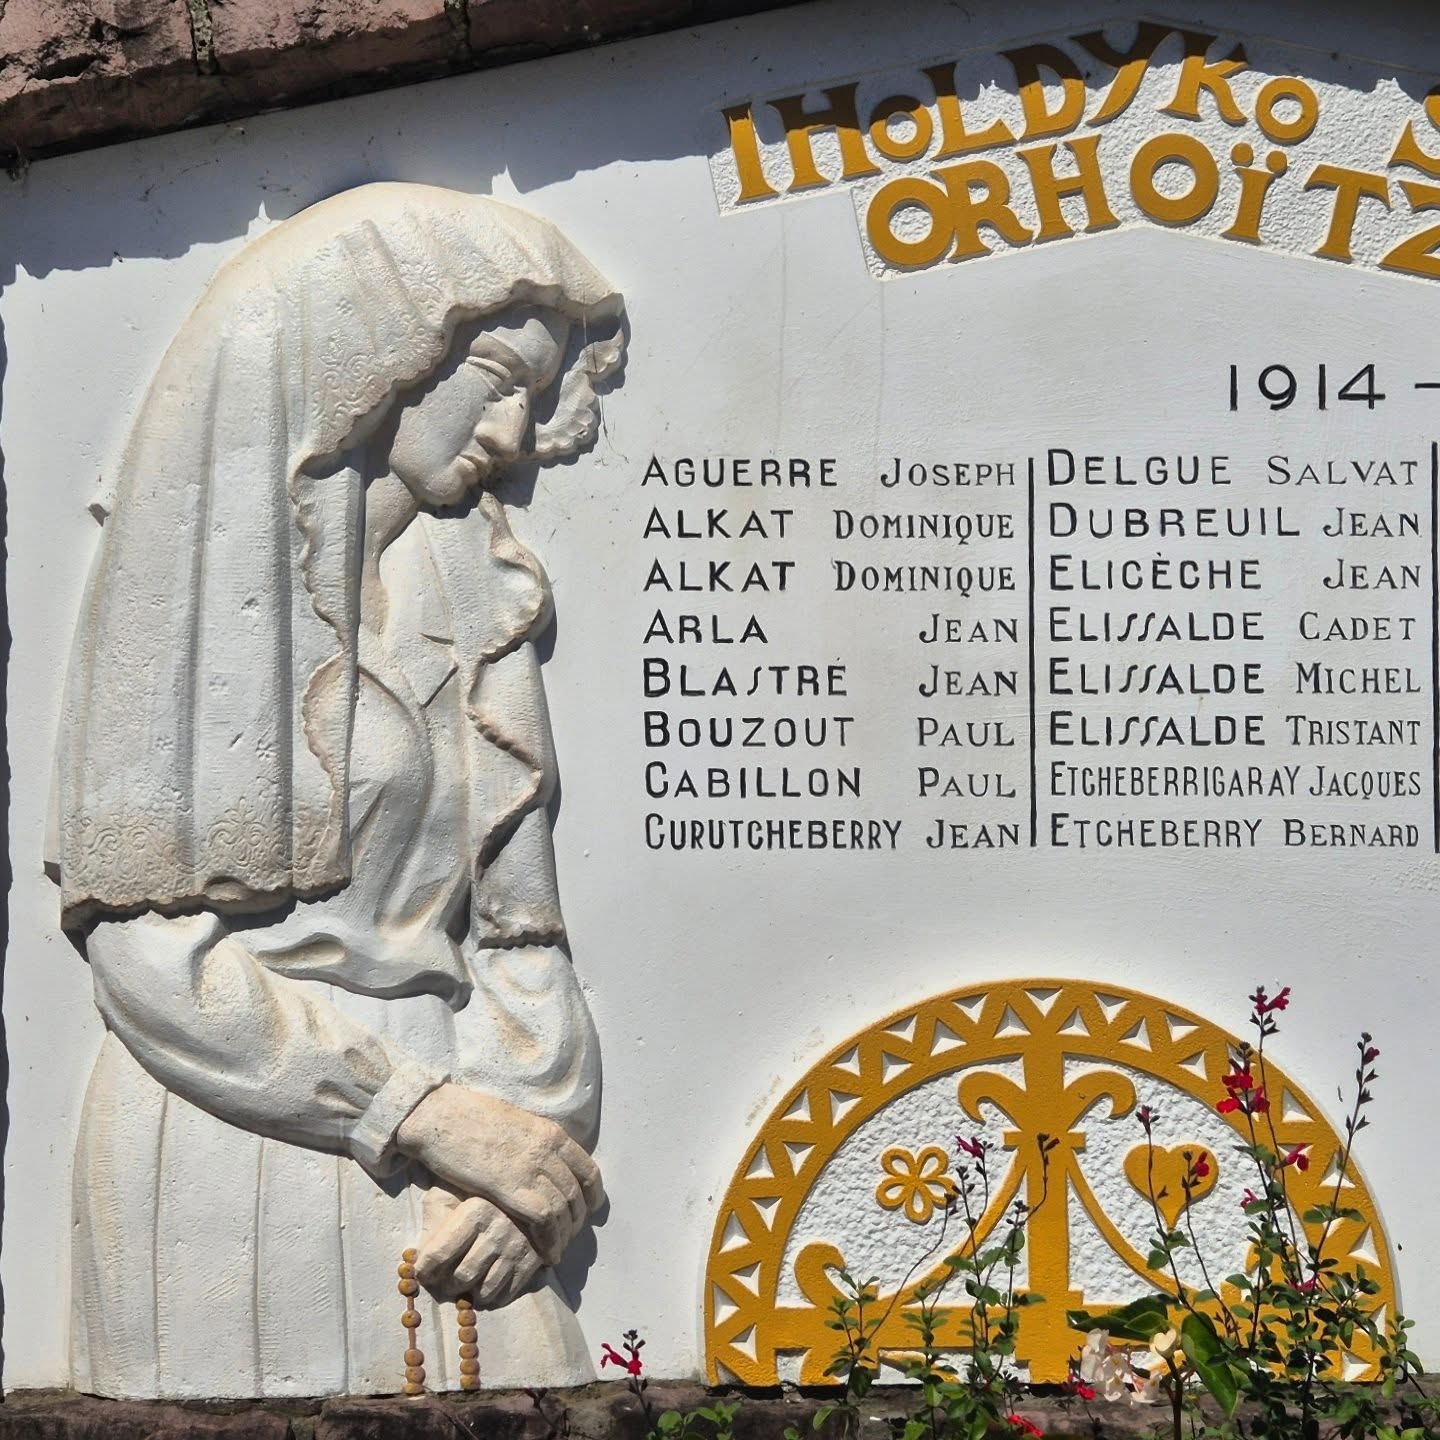 IHOLDYKO S
ORHOÏTZ
1914 -
AGUERRE JOSEPH
ALKAT DOMINIQUE
ALKAT DOMINIQUE
ARLA JEAN
BLASTRÉ JEAN
BOUZOUT PAUL
CABILLON PAUL
CURUTCHEBERRY JEAN
DELGUE SALVAT
DUBREUIL JEAN
ELICÈCHE JEAN
ELISSALDE CADET
ELISSALDE MICHEL
ELISSALDE TRISTANT
ETCHEBERRIGARAY JACQUES
ETCHEBERRY BERNARD